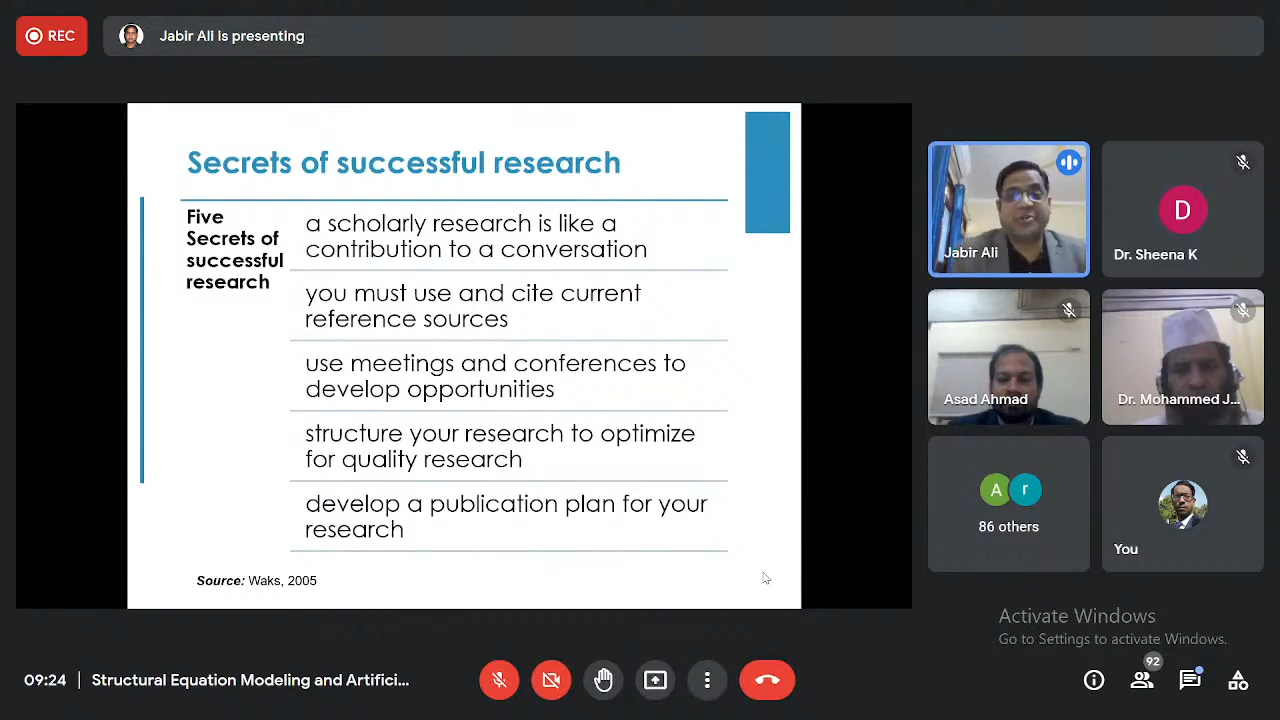 REC
Jabir Ali is presenting
Secrets of successful research
Five
Secrets of
successful
research
a scholarly research is like a
contribution to a conversation
you must use and cite current
reference sources
use meetings and conferences to
develop opportunities
structure your research to optimize
for quality research
develop a publication plan for your
research
Source: Waks, 2005
Jabir Ali
D
Dr. Sheena K
Asad Ahmad
Dr. Mohammed J...
A
r
86 others
You
Activate Windows
Go to Settings to activate Windows.
09:24
Structural Equation Modeling and Artifici...
92